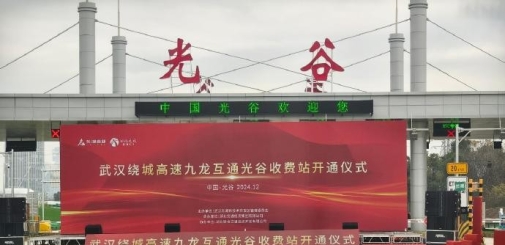 光谷
中国光谷欢迎您
武汉绕城高速九龙互通光谷收费站开通仪式
中国·光谷 2024.12
武汉绕城高速九龙互通光谷收费站开通仪式